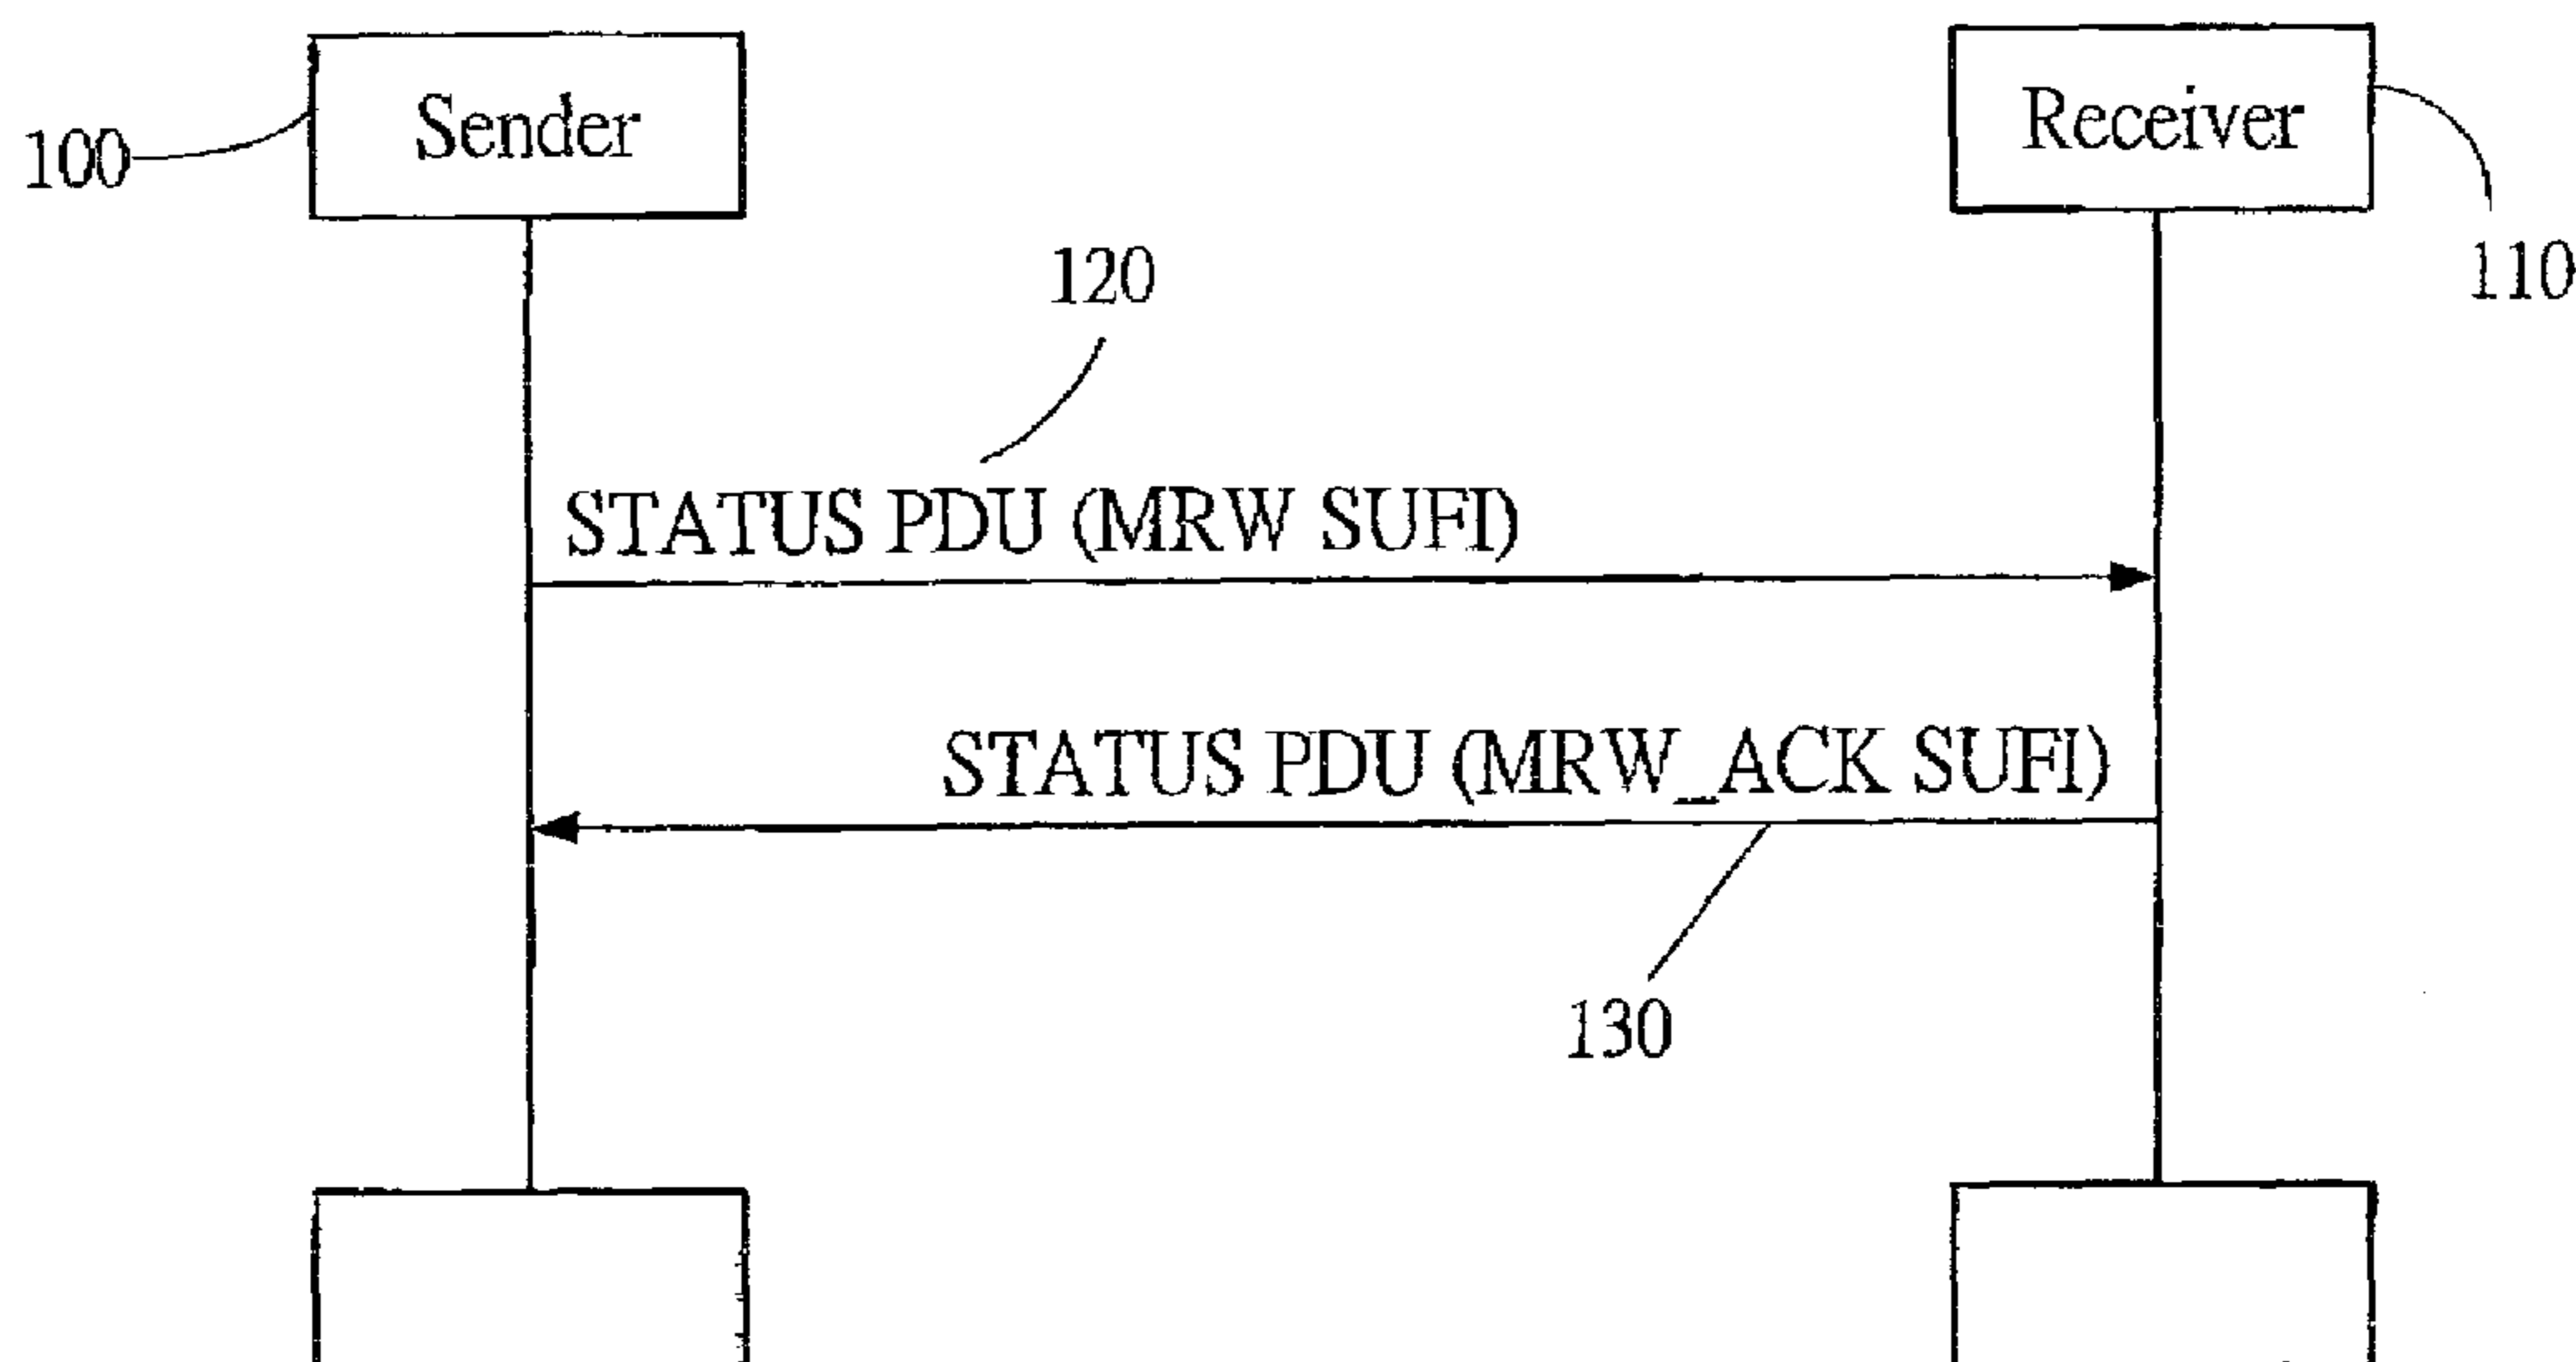 Sender
Receiver
100
110
120
STATUS PDU (MRW SUFI)
STATUS PDU (MRW_ACK SUFI)
130